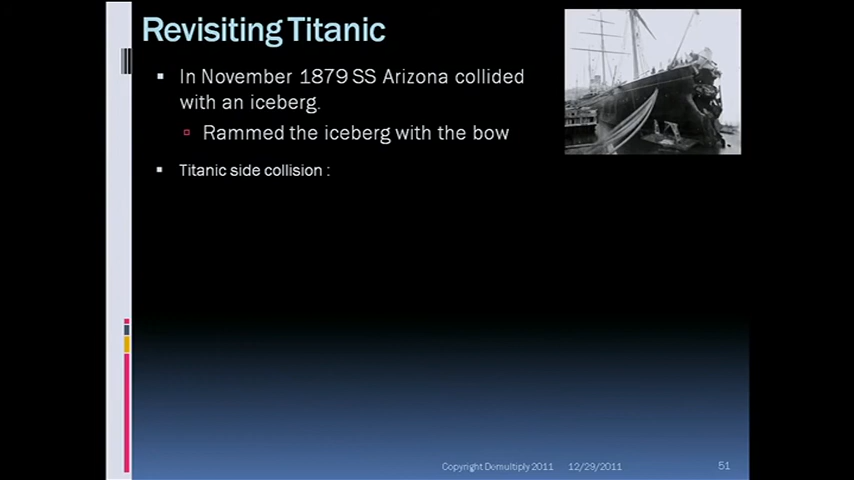 Revisiting Titanic
▪ In November 1879 SS Arizona collided
with an iceberg.
▫ Rammed the iceberg with the bow
▪ Titanic side collision :
Copyright Demultiply 2011 12/29/2011 51